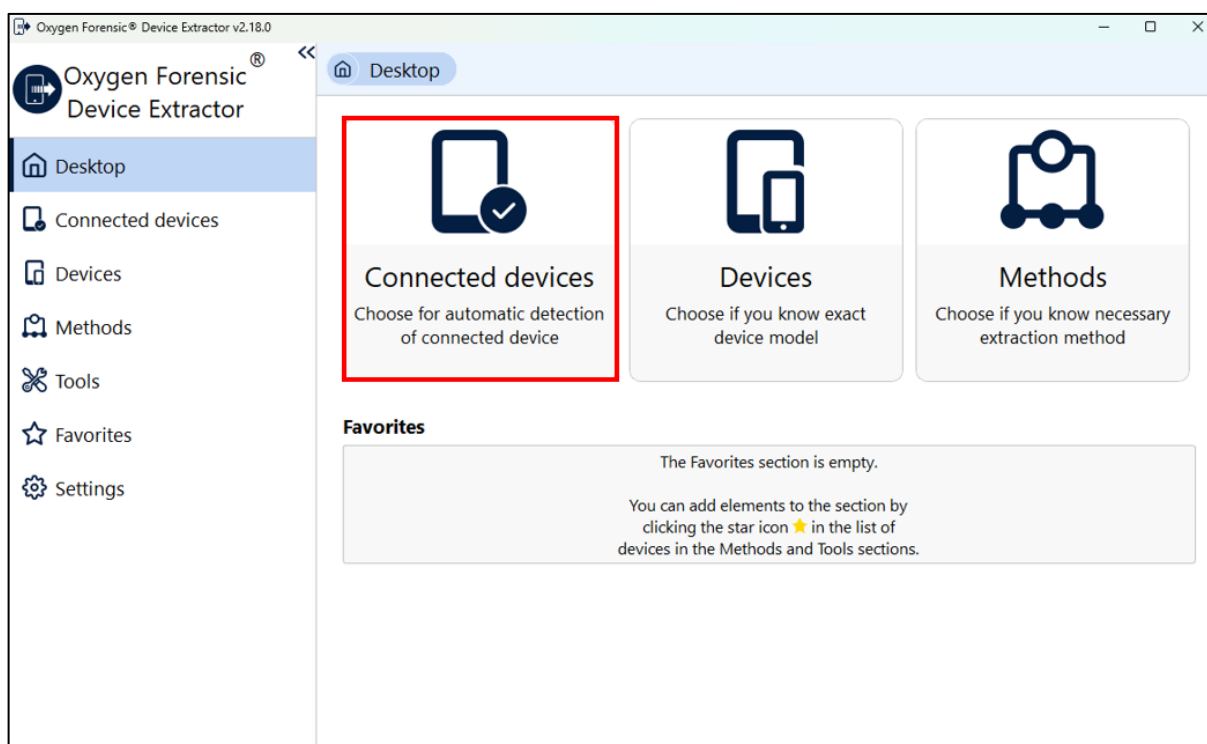 Oxygen Forensic® Device Extractor v2.18.0
Oxygen Forensic ®
Device Extractor
Desktop
Connected devices
Devices
Methods
Tools
Favorites
Settings
Desktop
Connected devices
Choose for automatic detection
of connected device
Devices
Choose if you know exact
device model
Methods
Choose if you know necessary
extraction method
Favorites
The Favorites section is empty.
You can add elements to the section by
clicking the star icon in the list of
devices in the Methods and Tools sections.